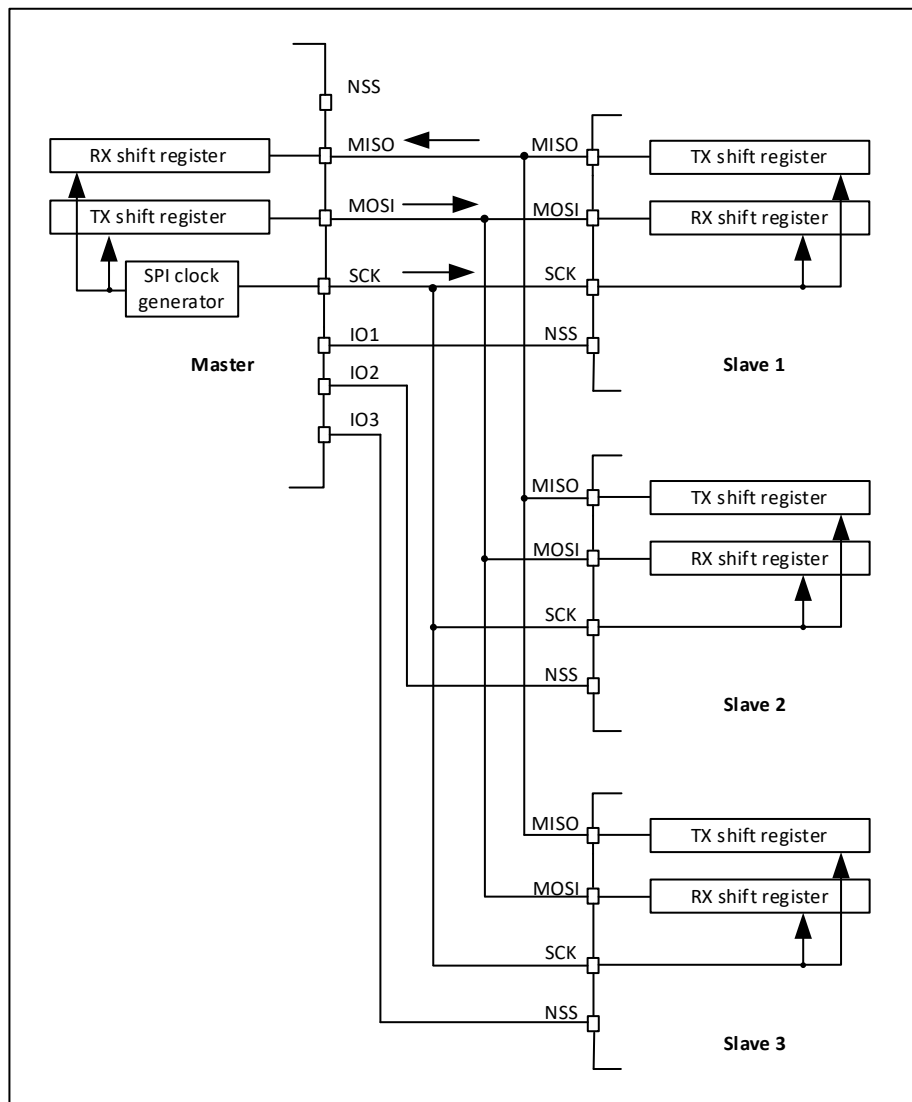 NSS
MISO
MISO
RX shift register
TX shift register
MOSI
MOSI
TX shift register
RX shift register
SCK
SCK
SPI clock
generator
IO1
NSS
Master
Slave 1
IO2
IO3
MISO
TX shift register
MOSI
RX shift register
SCK
NSS
Slave 2
MISO
TX shift register
MOSI
RX shift register
SCK
NSS
Slave 3